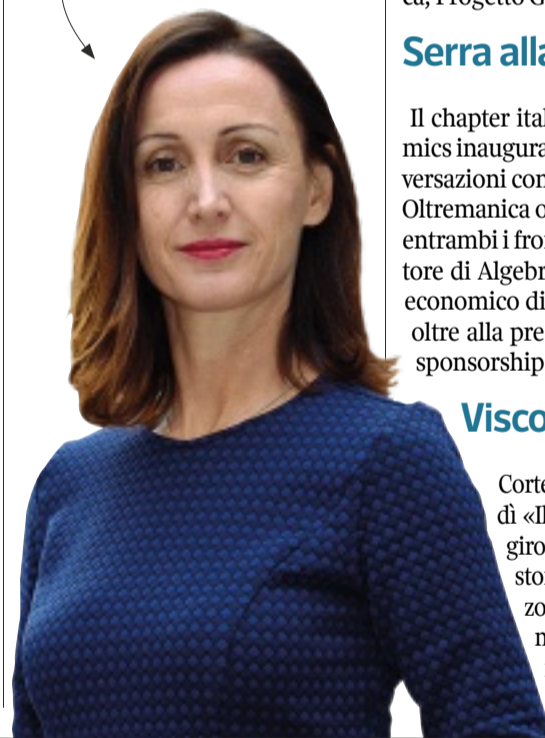 ca, Progetto G
Serra alla
Il chapter ital
mics inaugura
versazioni con
Oltremanica o
entrambi i fron
tore di Algebr
economico di
oltre alla pre
sponsorship
Visco
Corte
dì «Il
giro
stor
zo